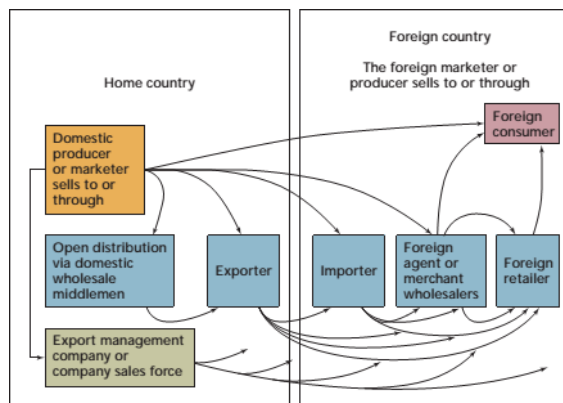 Home country
Foreign country
The foreign marketer or
producer sells to or through
Domestic
producer
or marketer
sells to or
through
Foreign
consumer
Open distribution
via domestic
wholesale
middlemen
Exporter
Importer
Foreign
agent or
merchant
wholesalers
Foreign
retailer
Export management
company or
company sales force